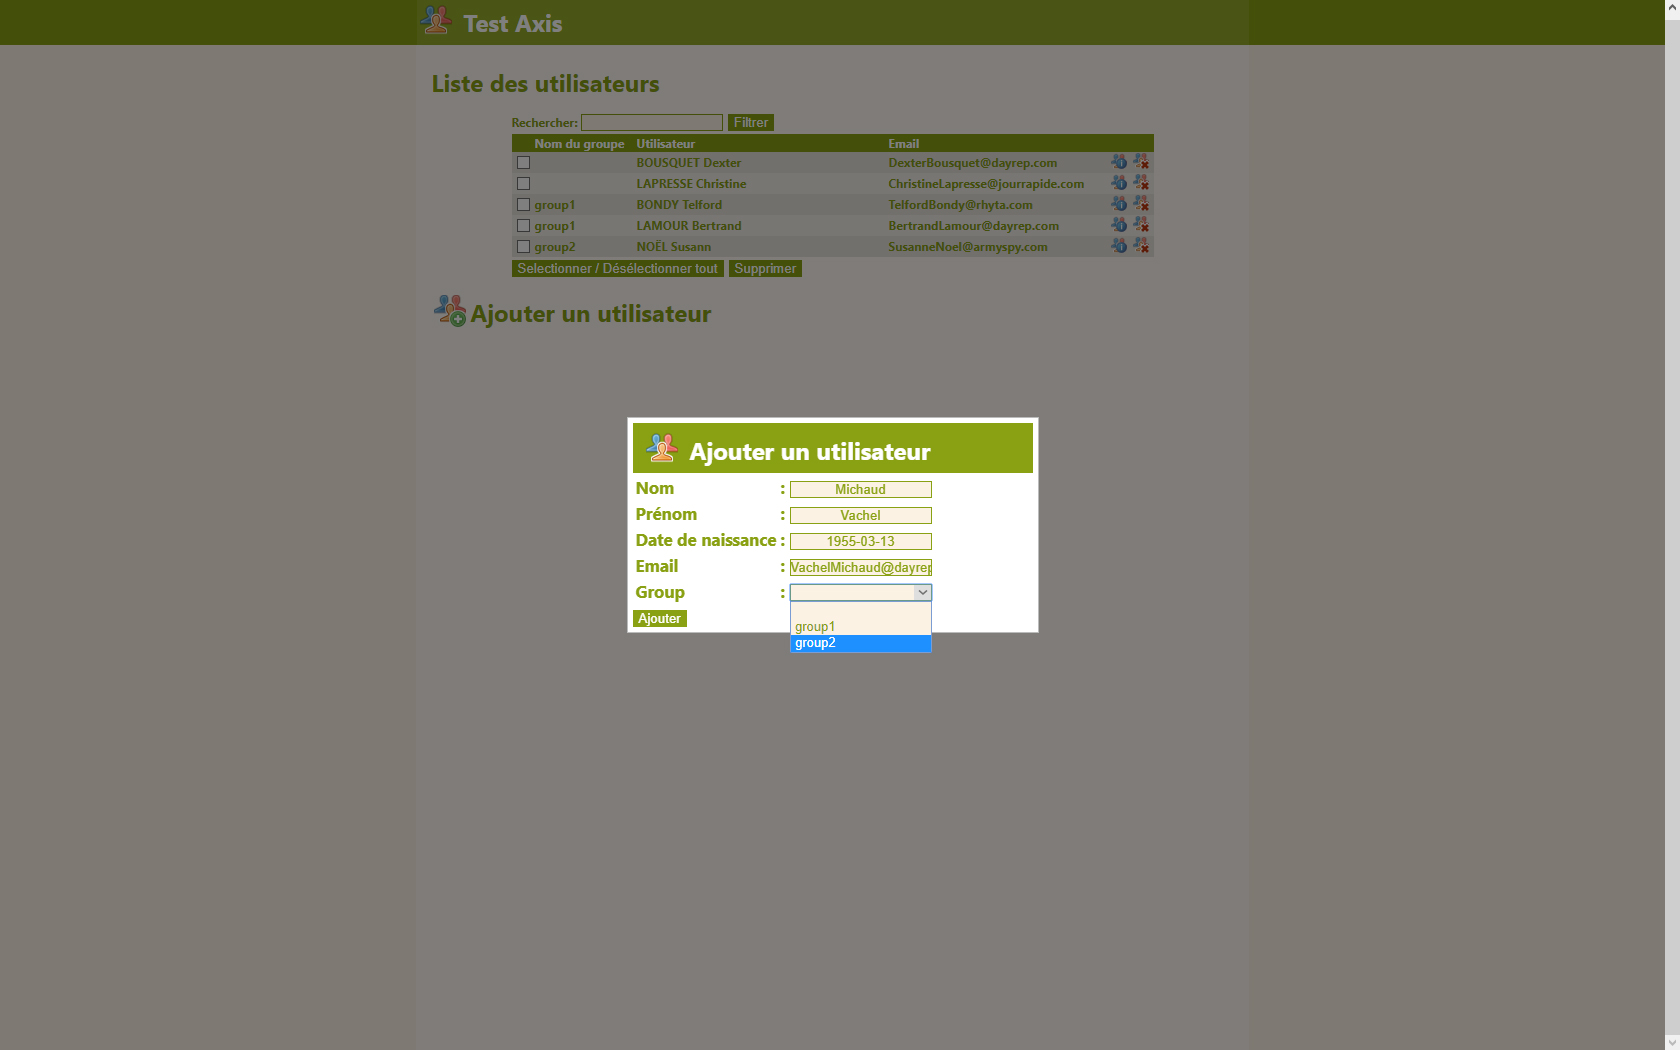 Test Axis
Liste des utilisateurs
Rechercher: Filtrer
Nom du groupe Utilisateur Email
BOUSQUET Dexter DexterBousquet@dayrep.com
LAPRESSE Christine ChristineLapresse@jourrapide.com
group1 BONDY Telford TelfordBondy@rhyta.com
group1 LAMOUR Bertrand BertrandLamour@dayrep.com
group2 NOËL Susann SusanneNoel@armyspy.com
Selectionner / Désélectionner tout Supprimer
Ajouter un utilisateur
Ajouter un utilisateur
Nom : Michaud
Prénom : Vachel
Date de naissance : 1955-03-13
Email : VachelMichaud@dayrep
Group :
Ajouter
group1
group2